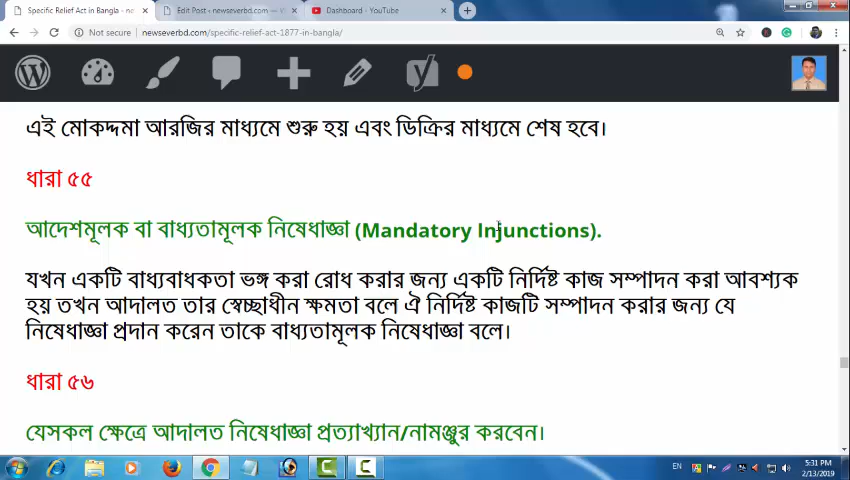 Specific Relief Act in Bangla - ne
Edit Post ‹ newseverbd.com —
Dashboard - YouTube
Not secure | newseverbd.com/specific-relief-act-1877-in-bangla/
এই মোকদ্দমা আরজির মাধ্যমে শুরু হয় এবং ডিক্রির মাধ্যমে শেষ হবে।
ধারা ৫৫
আদেশমূলক বা বাধ্যতামূলক নিষেধাজ্ঞা (Mandatory Injunctions).
যখন একটি বাধ্যবাধকতা ভঙ্গ করা রোধ করার জন্য একটি নির্দিষ্ট কাজ সম্পাদন করা আবশ্যক
হয় তখন আদালত তার স্বেচ্ছাধীন ক্ষমতা বলে ঐ নির্দিষ্ট কাজটি সম্পাদন করার জন্য যে
নিষেধাজ্ঞা প্রদান করেন তাকে বাধ্যতামূলক নিষেধাজ্ঞা বলে।
ধারা ৫৬
যেসকল ক্ষেত্রে আদালত নিষেধাজ্ঞা প্রত্যাখ্যান/নামঞ্জুর করবেন।
EN
5:31 PM
2/13/2019